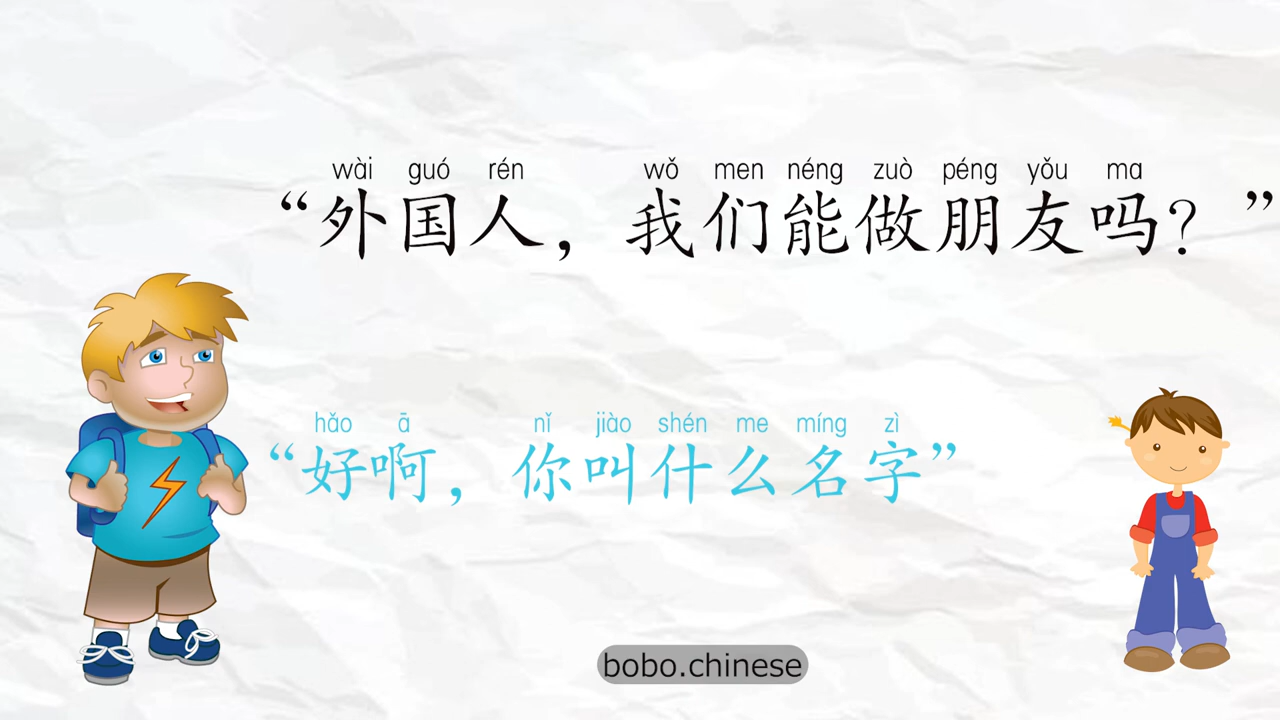 wài guó rén wǒ men néng zuò péng yǒu ma
“外国人，我们能做朋友吗？”
hǎo ā nǐ jiào shén me míng zì
“好啊，你叫什么名字”
bobo.chinese